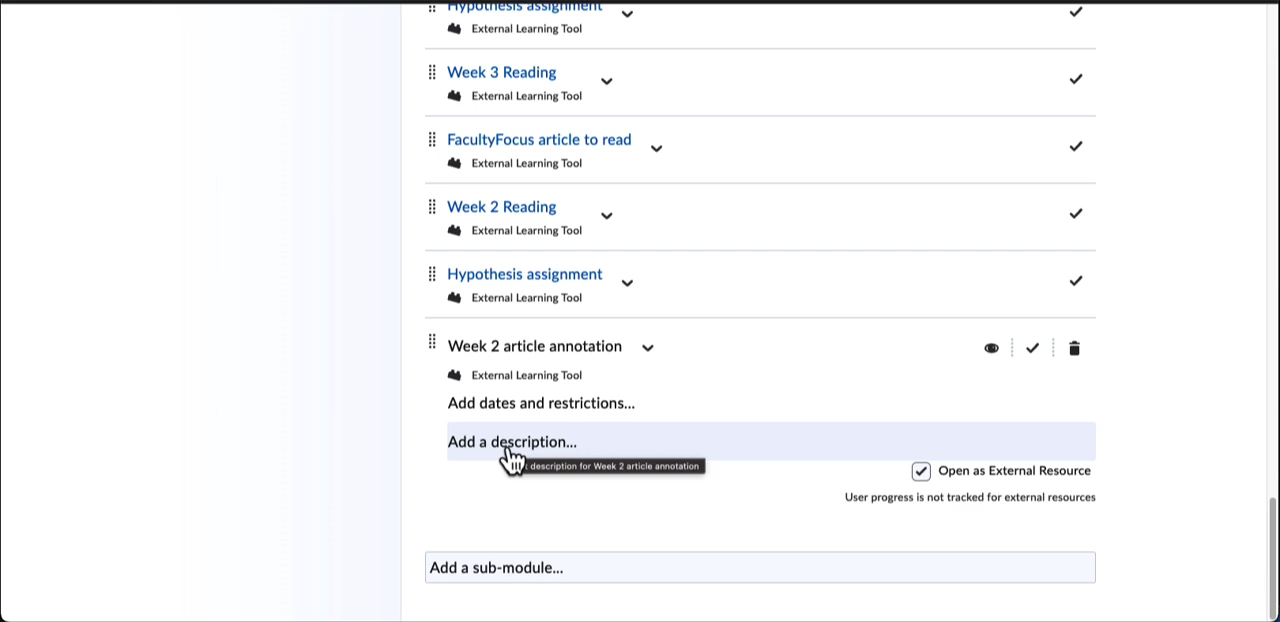 Hypothesis assignment
External Learning Tool
Week 3 Reading
External Learning Tool
FacultyFocus article to read
External Learning Tool
Week 2 Reading
External Learning Tool
Hypothesis assignment
External Learning Tool
Week 2 article annotation
External Learning Tool
Add dates and restrictions...
Add a description...
description for Week 2 article annotation
Open as External Resource
User progress is not tracked for external resources
Add a sub-module...